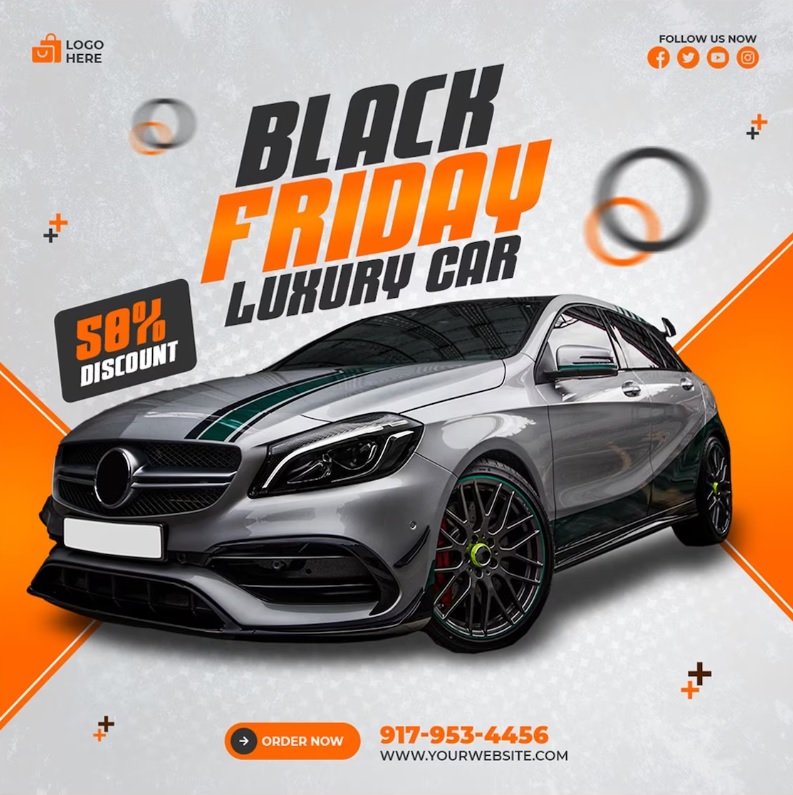 LOGO
HERE
FOLLOW US NOW
BLACK
FRIDAY
LUXURY CAR
50%
DISCOUNT
ORDER NOW
917-953-4456
WWW.YOURWEBSITE.COM